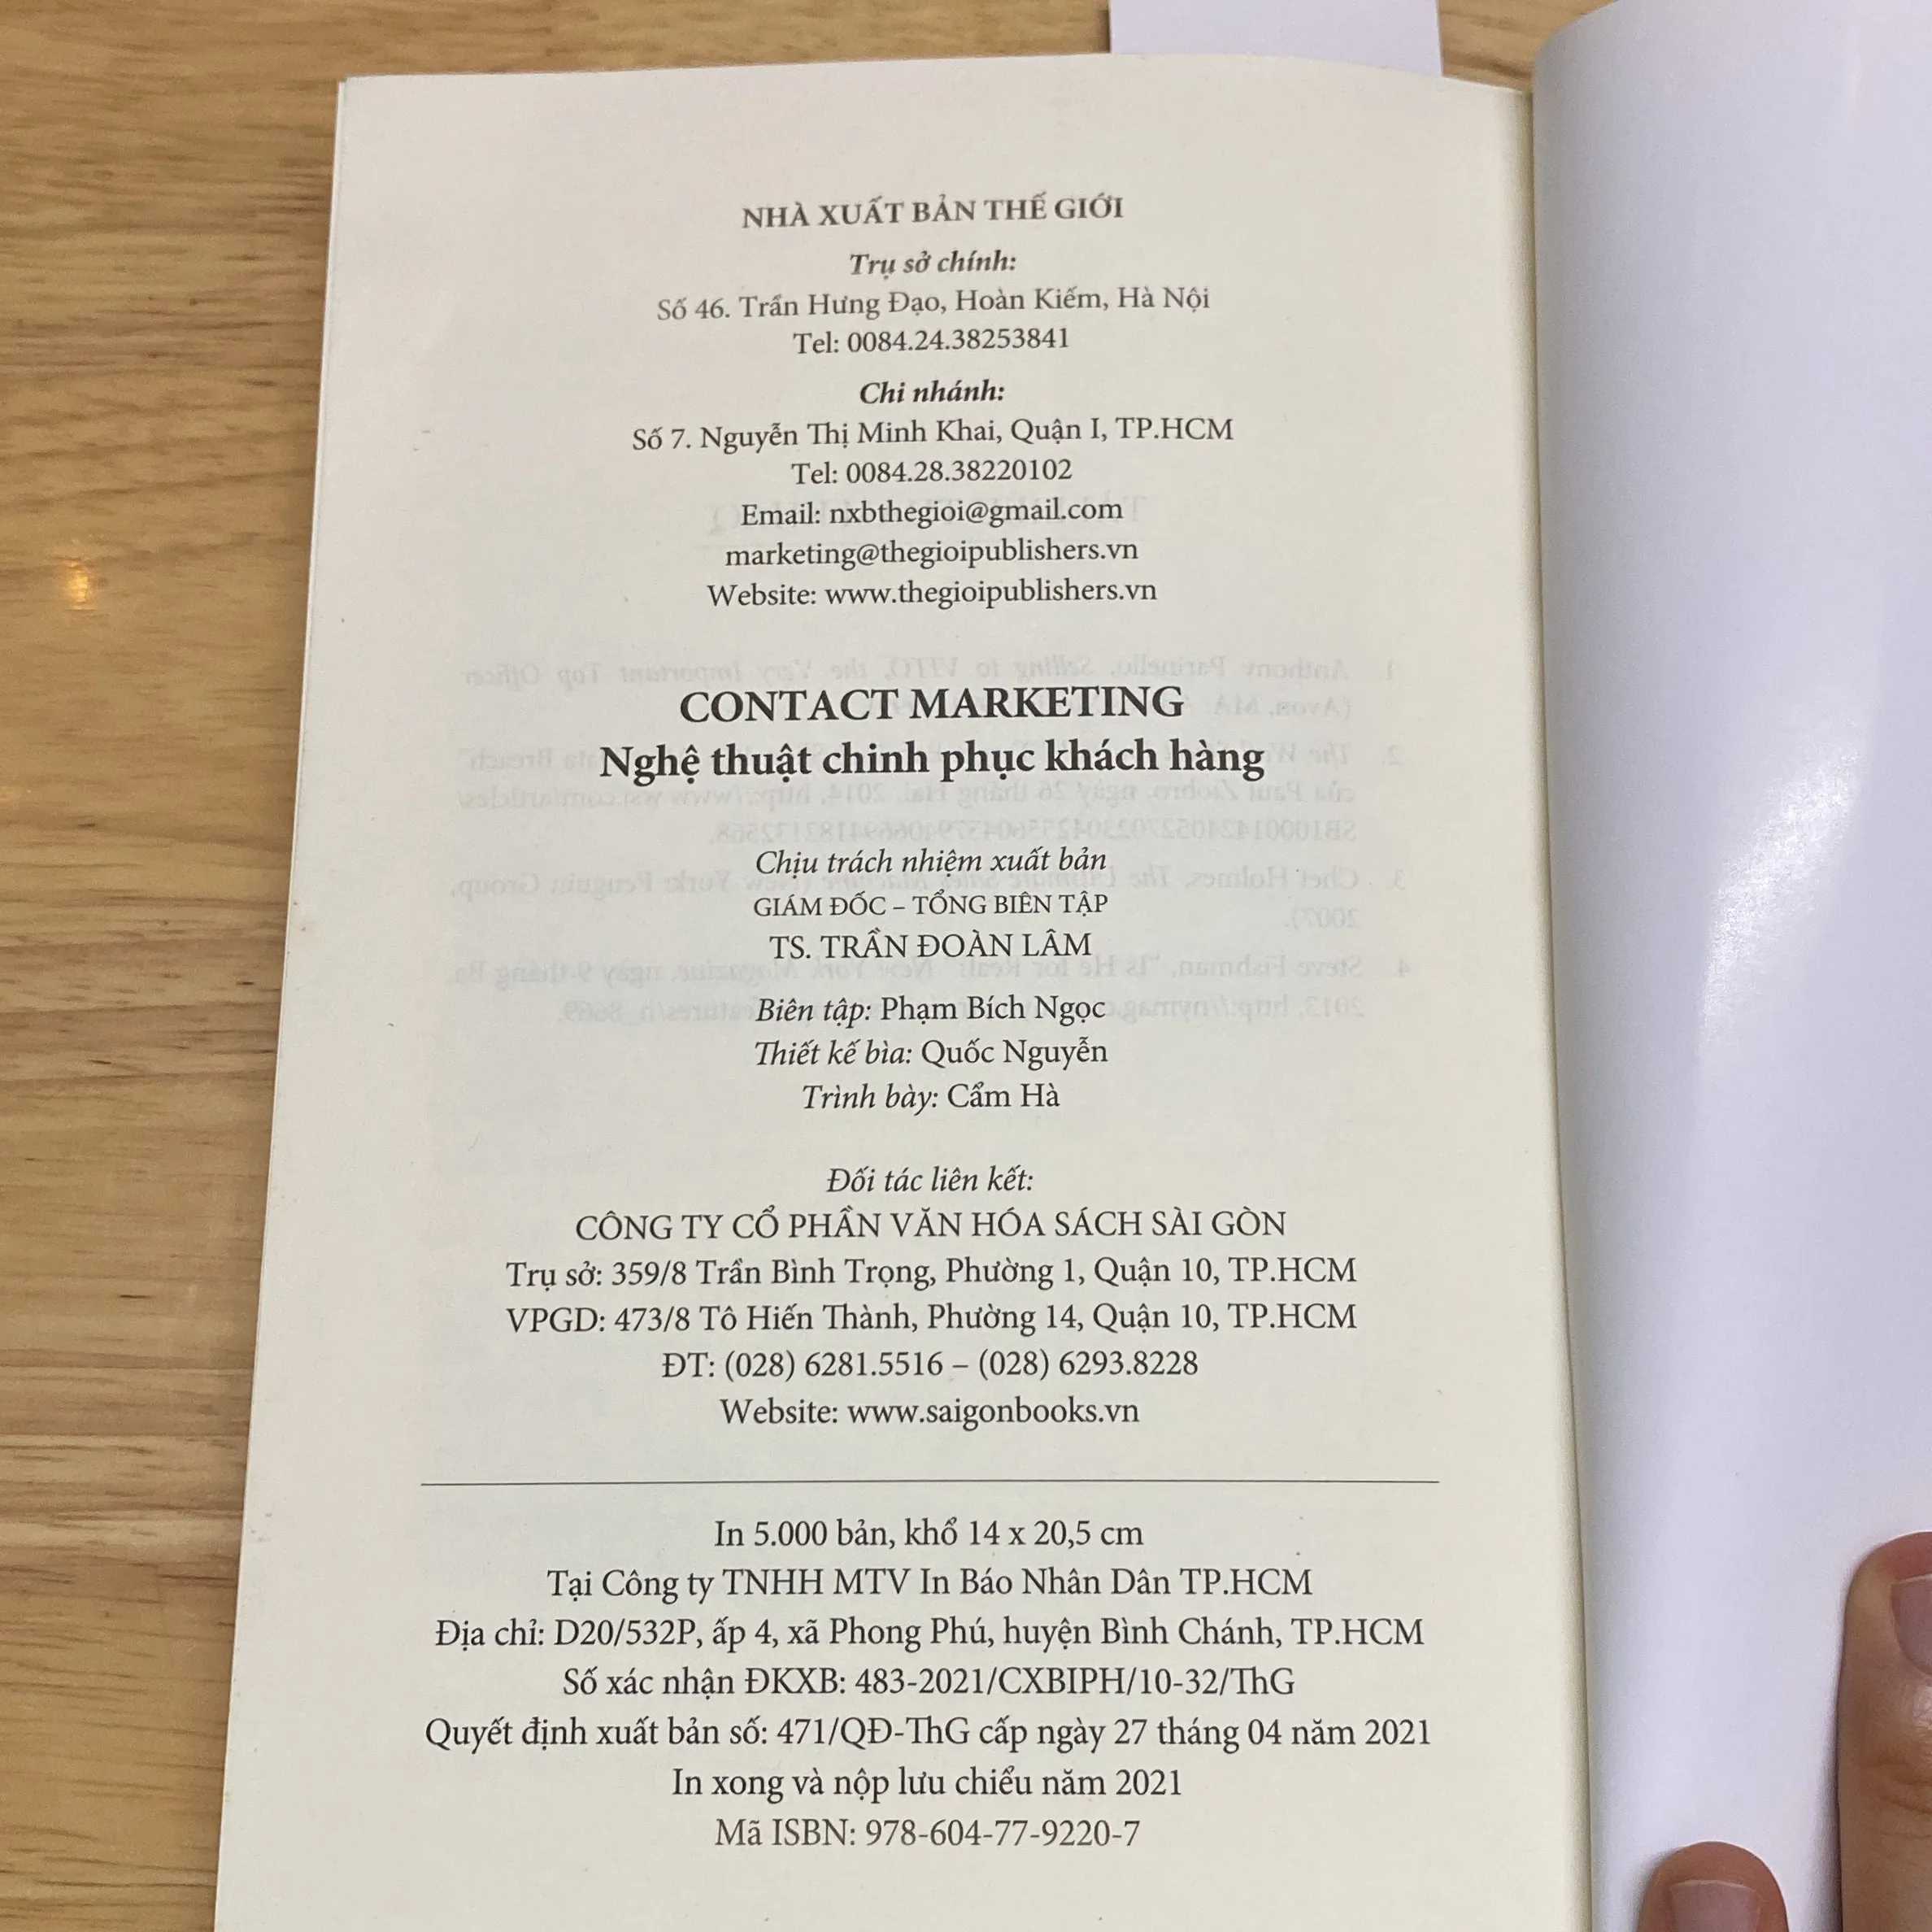 NHÀ XUẤT BẢN THẾ GIỚI
Trụ sở chính:
Số 46. Trần Hưng Đạo, Hoàn Kiếm, Hà Nội
Tel: 0084.24.38253841
Chi nhánh:
Số 7. Nguyễn Thị Minh Khai, Quận I, TP.HCM
Tel: 0084.28.38220102
Email: nxbthegioi@gmail.com
marketing@thegioipublishers.vn
Website: www.thegioipublishers.vn
CONTACT MARKETING
Nghệ thuật chinh phục khách hàng
Chịu trách nhiệm xuất bản
GIÁM ĐỐC – TỔNG BIÊN TẬP
TS. TRẦN ĐOÀN LÂM
Biên tập: Phạm Bích Ngọc
Thiết kế bìa: Quốc Nguyễn
Trình bày: Cẩm Hà
Đối tác liên kết:
CÔNG TY CỔ PHẦN VĂN HÓA SÁCH SÀI GÒN
Trụ sở: 359/8 Trần Bình Trọng, Phường 1, Quận 10, TP.HCM
VPGD: 473/8 Tô Hiến Thành, Phường 14, Quận 10, TP.HCM
ĐT: (028) 6281.5516 – (028) 6293.8228
Website: www.saigonbooks.vn
In 5.000 bản, khổ 14 x 20,5 cm
Tại Công ty TNHH MTV In Báo Nhân Dân TP.HCM
Địa chỉ: D20/532P, ấp 4, xã Phong Phú, huyện Bình Chánh, TP.HCM
Số xác nhận ĐKXB: 483-2021/CXBIPH/10-32/ThG
Quyết định xuất bản số: 471/QĐ-ThG cấp ngày 27 tháng 04 năm 2021
In xong và nộp lưu chiểu năm 2021
Mã ISBN: 978-604-77-9220-7